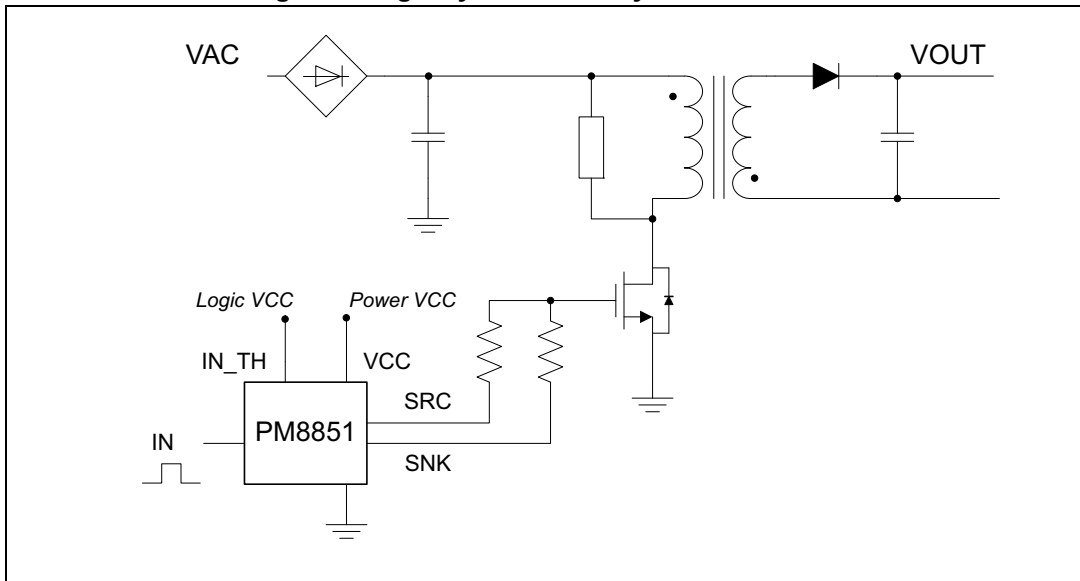 VAC
VOUT
Logic VCC
Power VCC
IN_TH
VCC
SRC
PM8851
IN
SNK